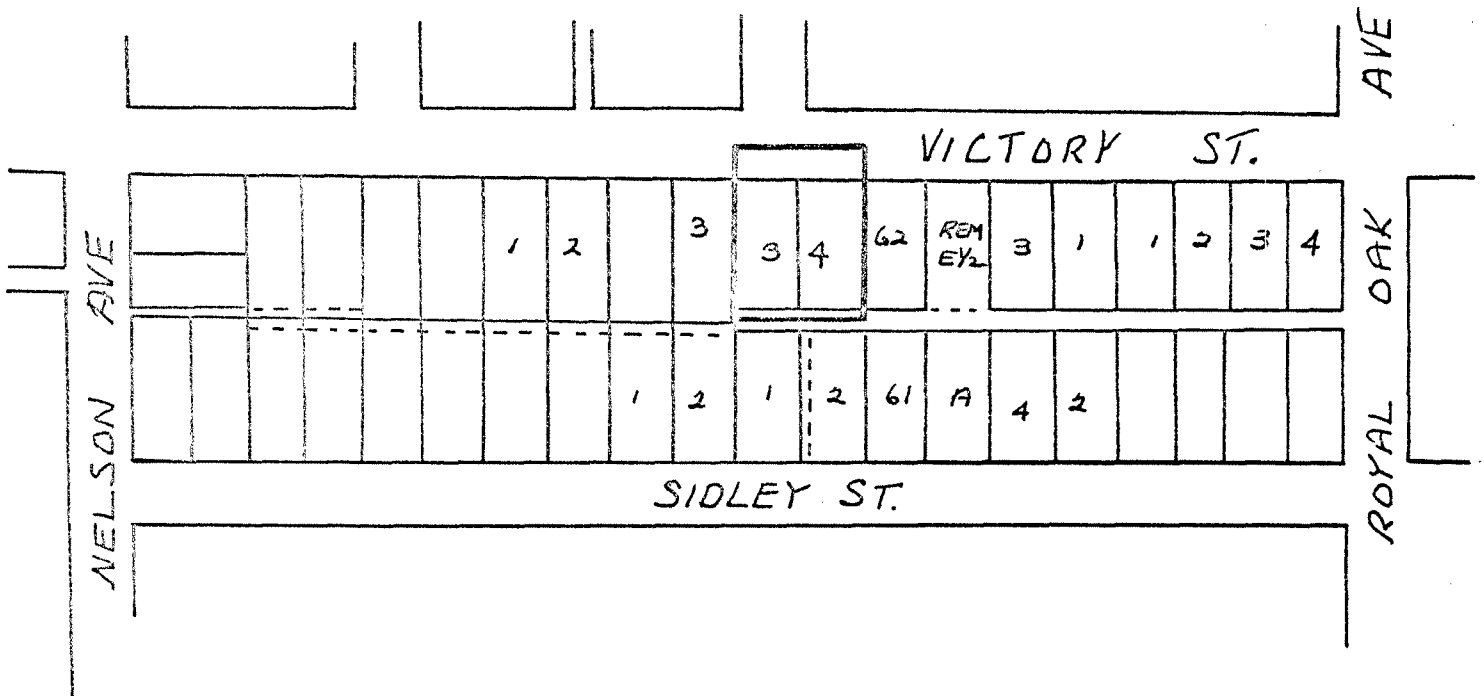 VICTORY ST.
1 2 3 3 4 62 REM 3 1 1 2 3 4
E1/2
1 2 1 2 61 A 4 2
SIDLEY ST.
NELSON AVE
ROYAL OAK AVE